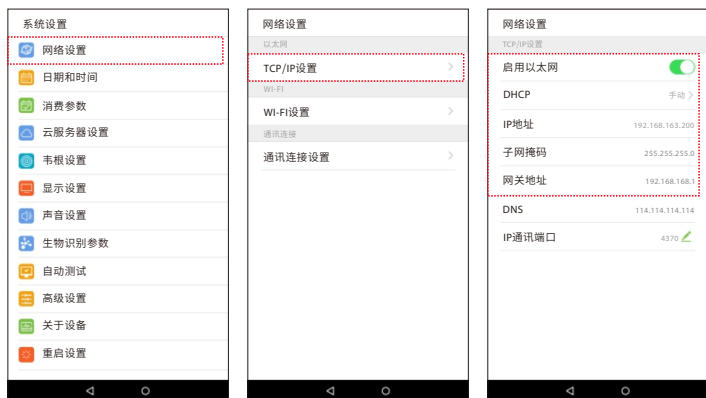 系统设置
网络设置
日期和时间
消费参数
云服务器设置
韦根设置
显示设置
声音设置
生物识别参数
自动测试
高级设置
关于设备
重启设置
网络设置
以太网
TCP/IP设置
WI-FI
WI-FI设置
通讯连接
通讯连接设置
网络设置
TCP/IP设置
启用以太网
DHCP 手动
IP地址 192.168.163.200
子网掩码 255.255.255.0
网关地址 192.168.168.1
DNS 114.114.114.114
IP通讯端口 4370